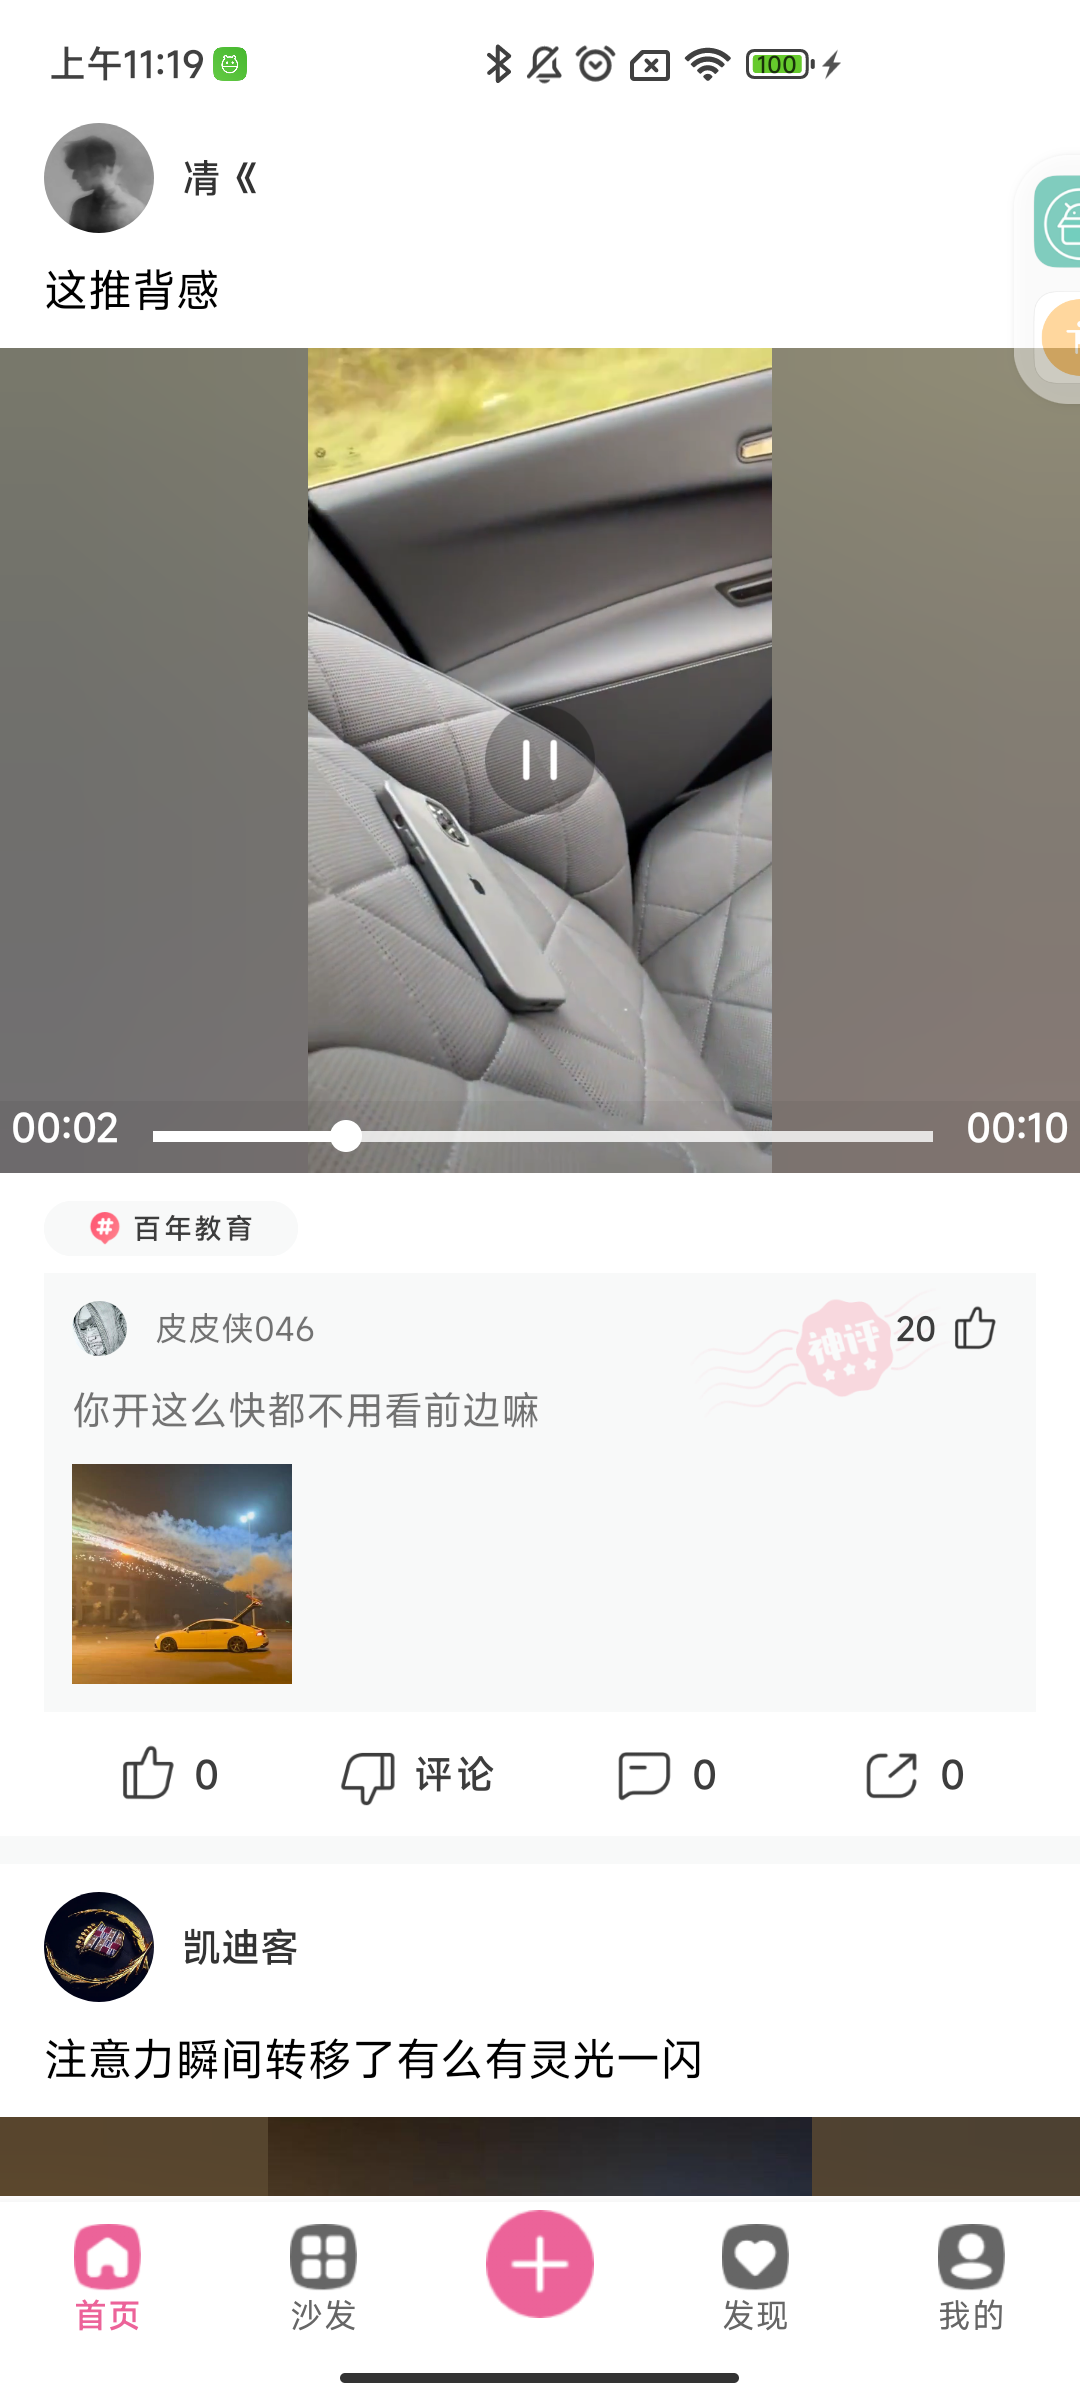 上午11:19
100
凊《
这推背感
00:02
00:10
百年教育
皮皮侠046
神评
20
你开这么快都不用看前边嘛
0
评论
0
0
凯迪客
注意力瞬间转移了有么有灵光一闪
首页
沙发
发现
我的